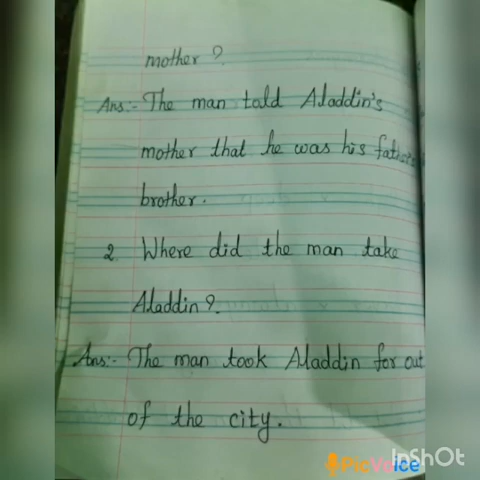 mother ?
Ans:- The man told Aladdin's
mother that he was his father's
brother.
2. Where did the man take
Aladdin ?
Ans:- The man took Aladdin for out
of the city.
InShOt
PicVoice